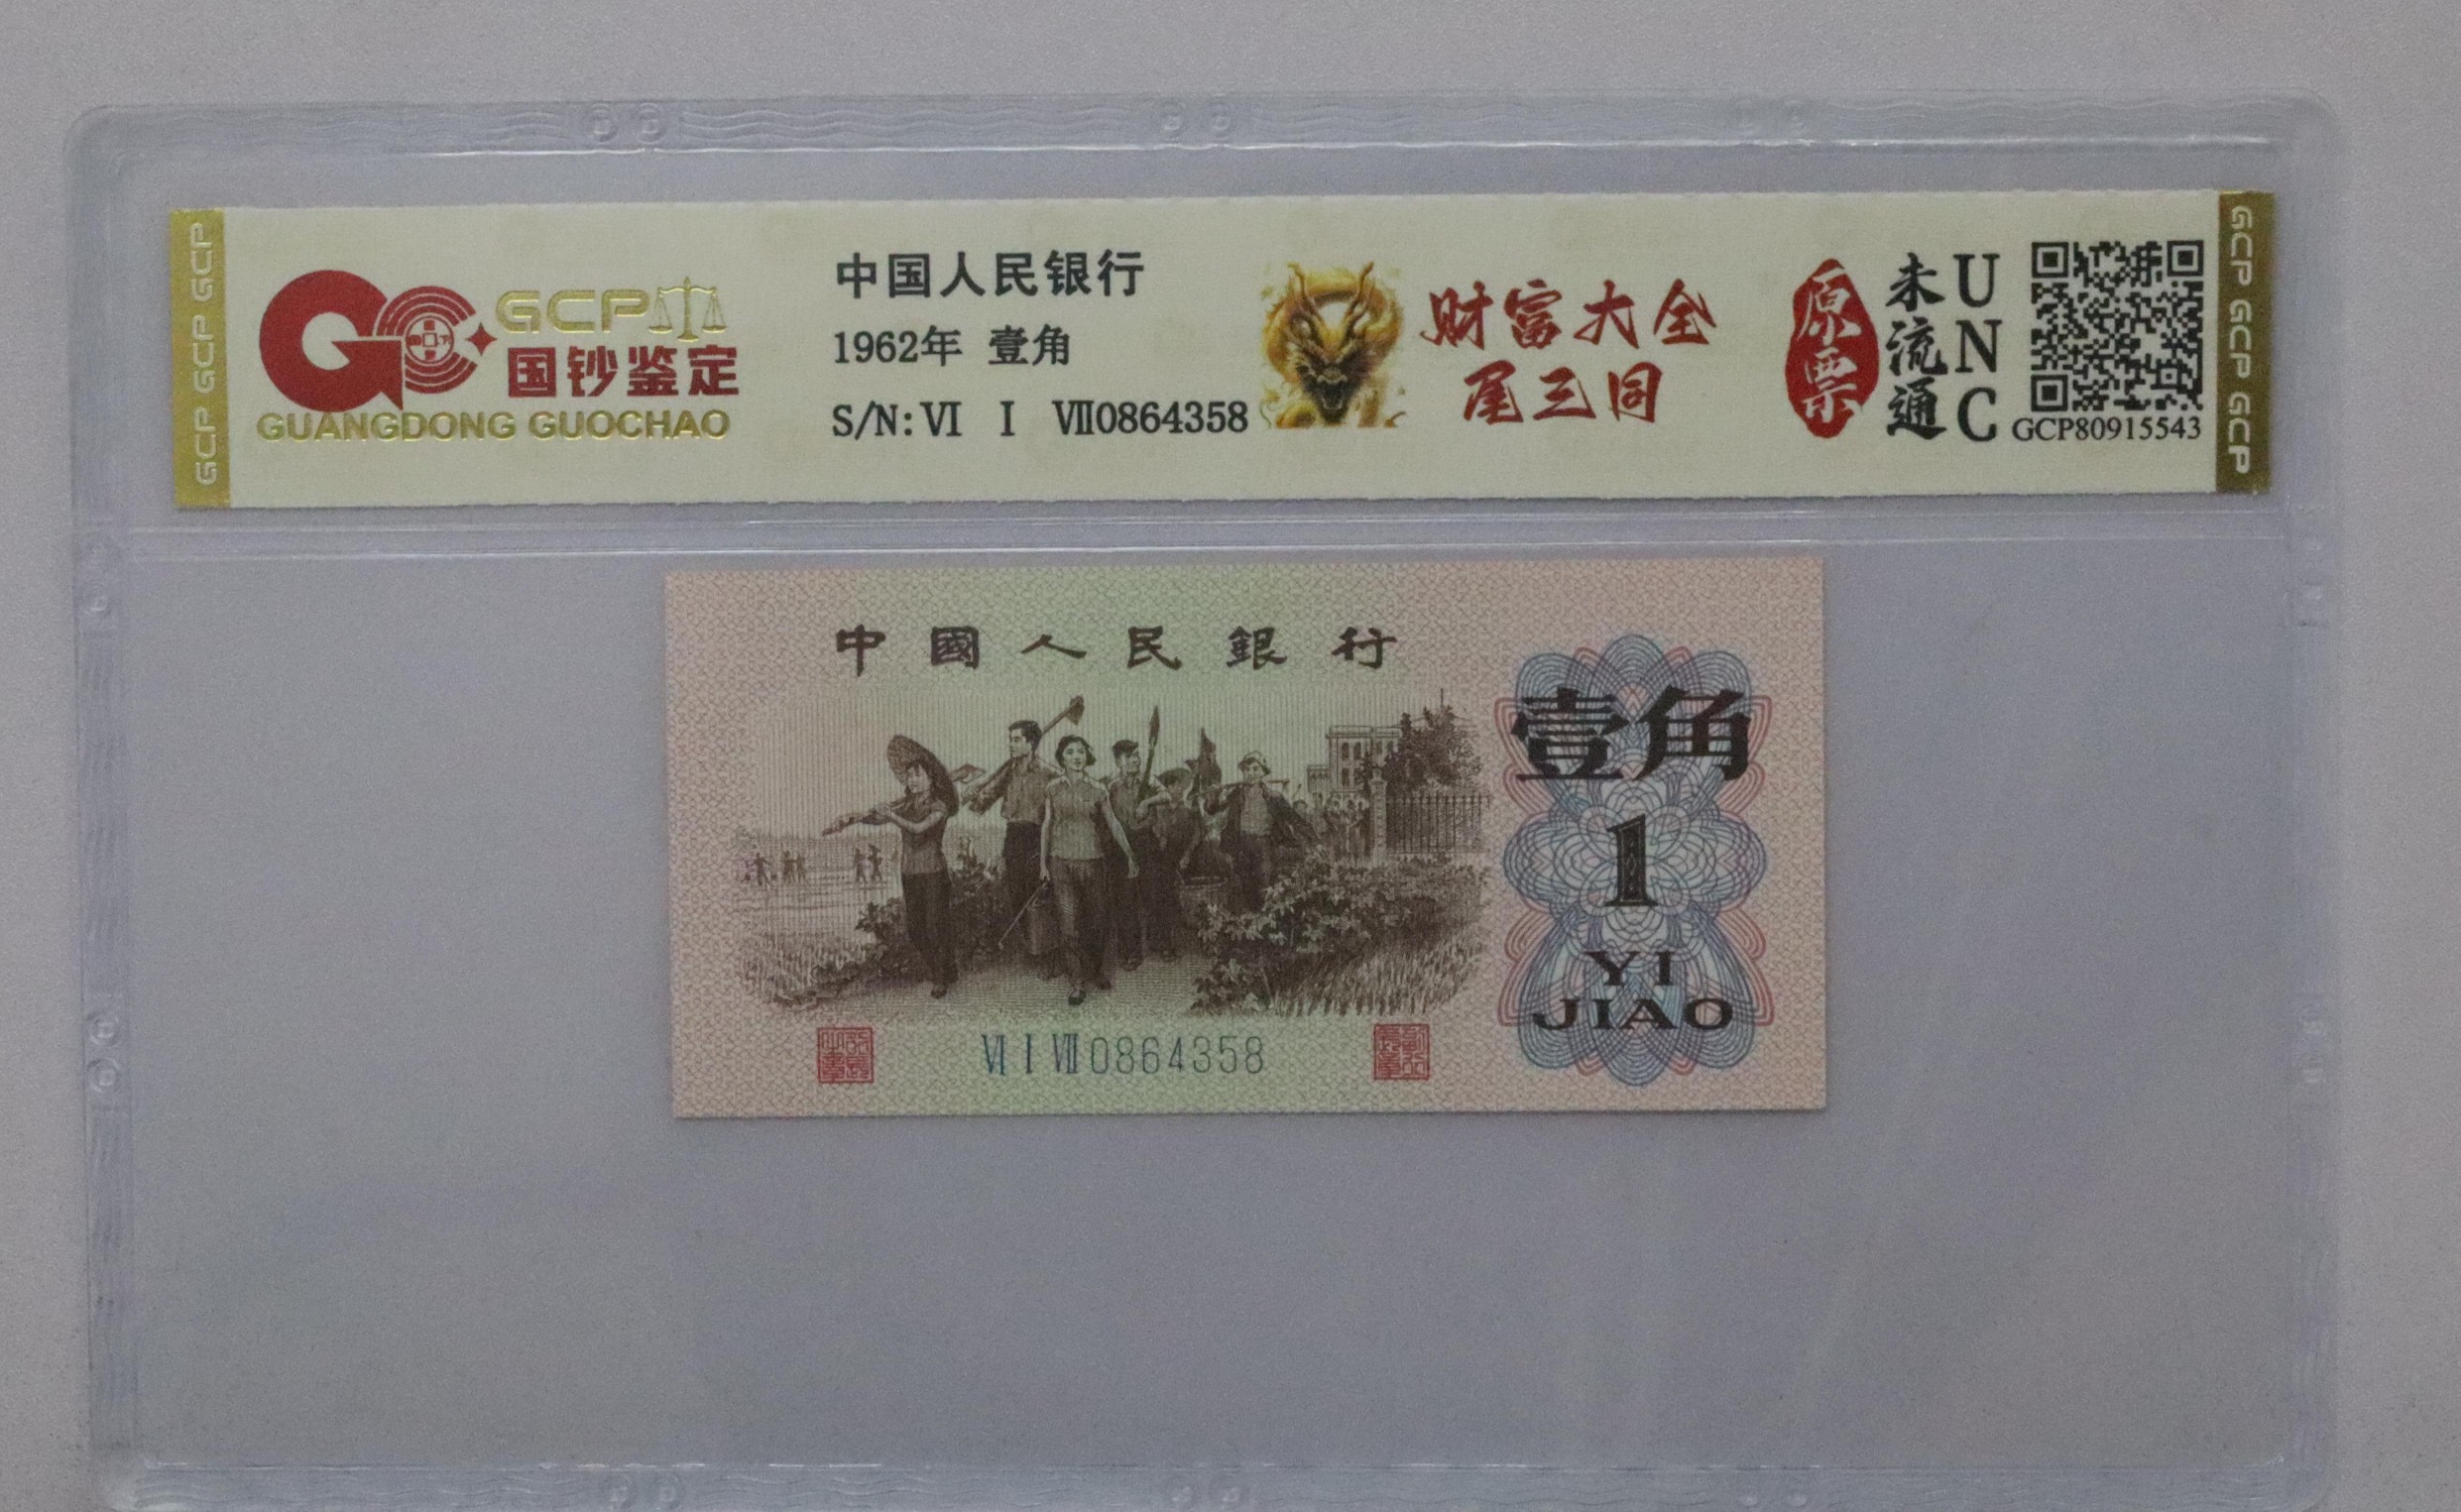 GCP GCP GCP
GCP
国钞鉴定
GUANGDONG GUOCHAO
中国人民银行
1962年 壹角
S/N: VI I VII0864358
财富大全
尾三同
原票
未流通
UNC
GCP80915543
GCP GCP GCP
中國人民銀行
壹角
1
YI
JIAO
VI I VII 0864358